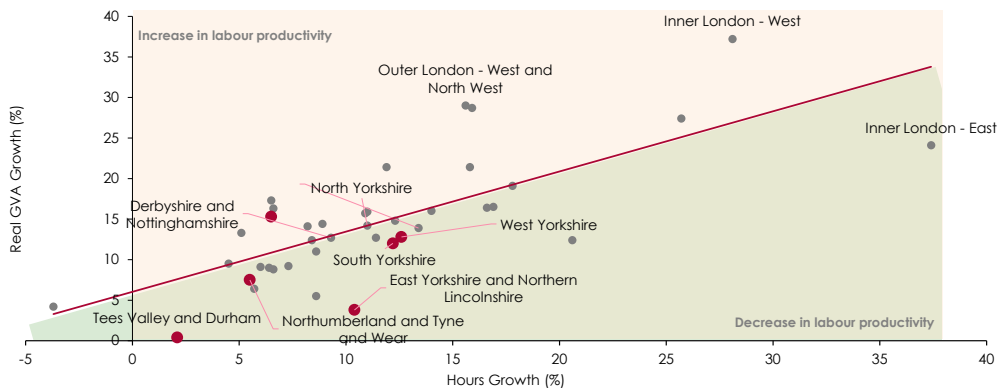 40
35
30
25
20
15
10
5
0
Real GVA Growth (%)
Increase in labour productivity
Inner London - West
Outer London - West and
North West
Inner London - East
North Yorkshire
Derbyshire and
Nottinghamshire
West Yorkshire
South Yorkshire
East Yorkshire and Northern
Lincolnshire
Tees Valley and Durham
Northumberland and Tyne
and Wear
Decrease in labour productivity
-5 0 5 10 15 20 25 30 35 40
Hours Growth (%)